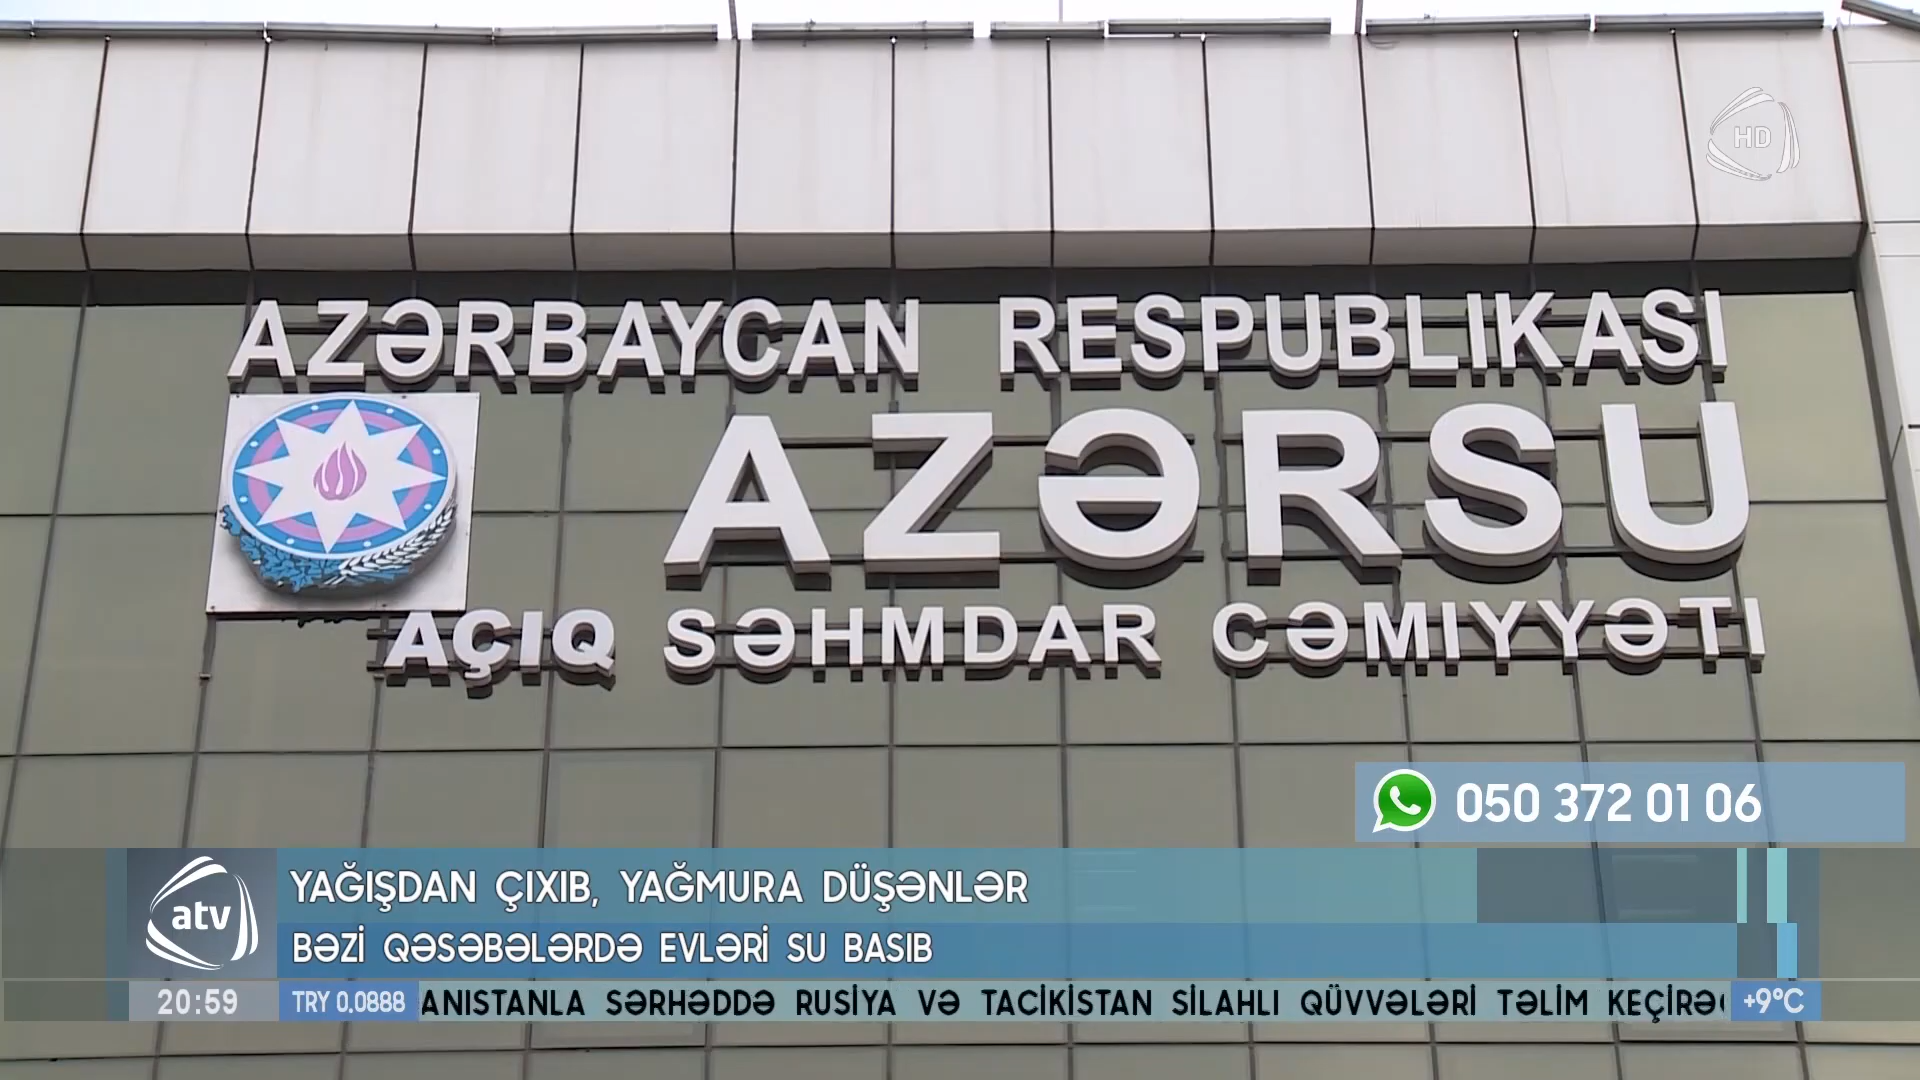 HD
AZƏRBAYCAN RESPUBLIKASI
AZƏRSU
AÇIQ SƏHMDAR CƏMIYYƏTI
050 372 01 06
atv
YAĞIŞDAN ÇIXIB, YAĞMURA DÜŞƏNLƏR
BƏZİ QƏSƏBƏLƏRDƏ EVLƏRİ SU BASIB
20:59 TRY 0.0888 ANISTANLA SƏRHƏDDƏ RUSİYA VƏ TACİKİSTAN SİLAHLI QÜVVƏLƏRİ TƏLİM +9°C